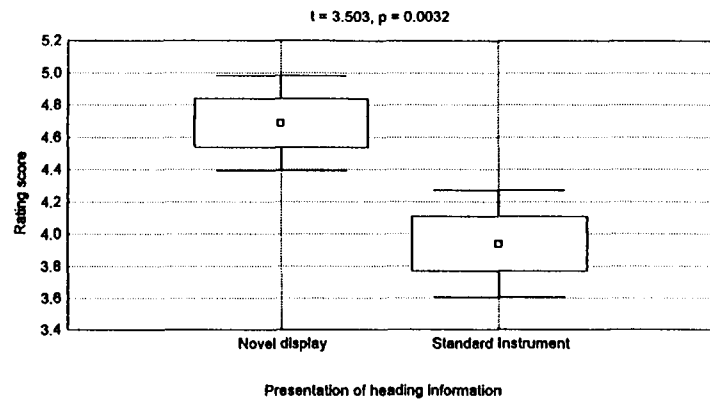 t = 3.503, p = 0.0032
5.2
5.0
4.8
4.6
4.4
4.2
4.0
3.8
3.6
3.4
Rating score
Novel display Standard Instrument
Presentation of heading information